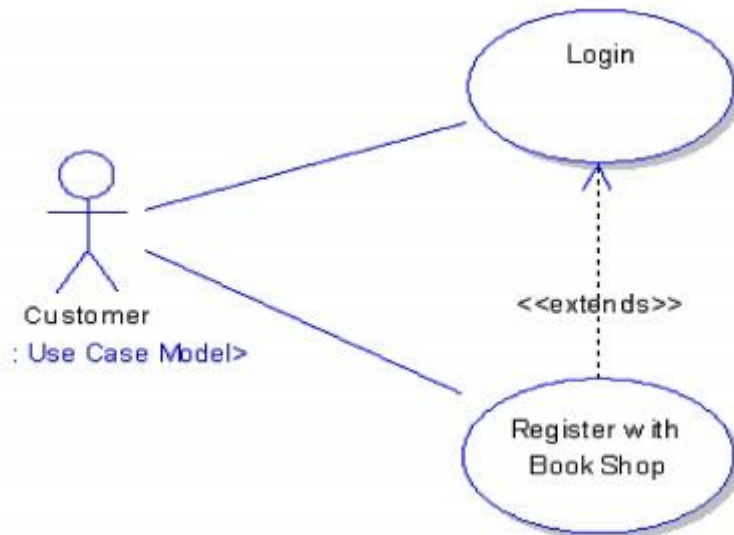 Login
<<extends>>
Customer
: Use Case Model>
Register with
Book Shop